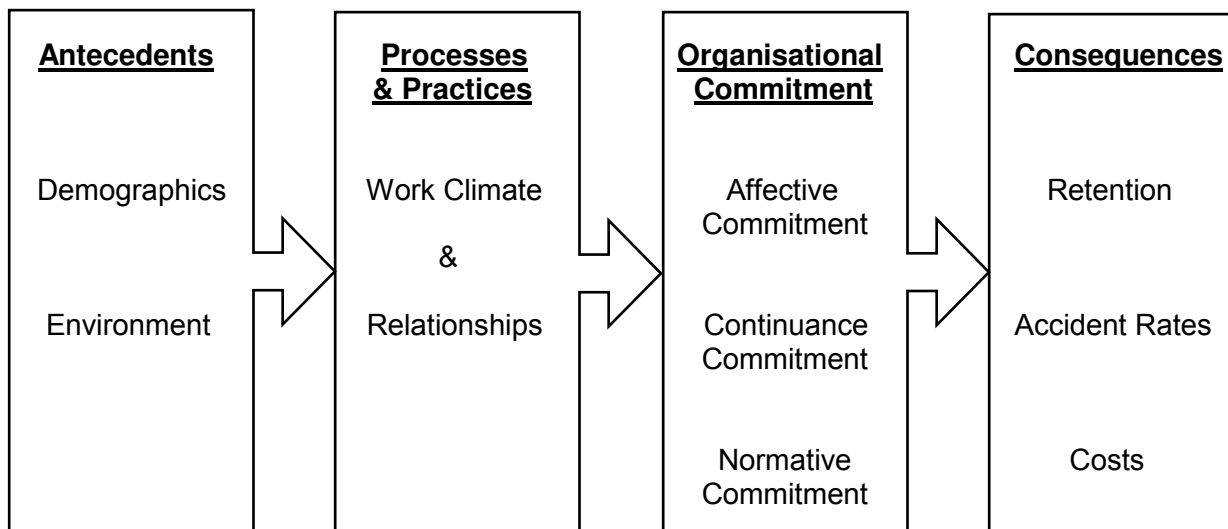 Antecedents
Demographics
Environment
Processes
& Practices
Work Climate
&
Relationships
Organisational
Commitment
Affective
Commitment
Continuance
Commitment
Normative
Commitment
Consequences
Retention
Accident Rates
Costs